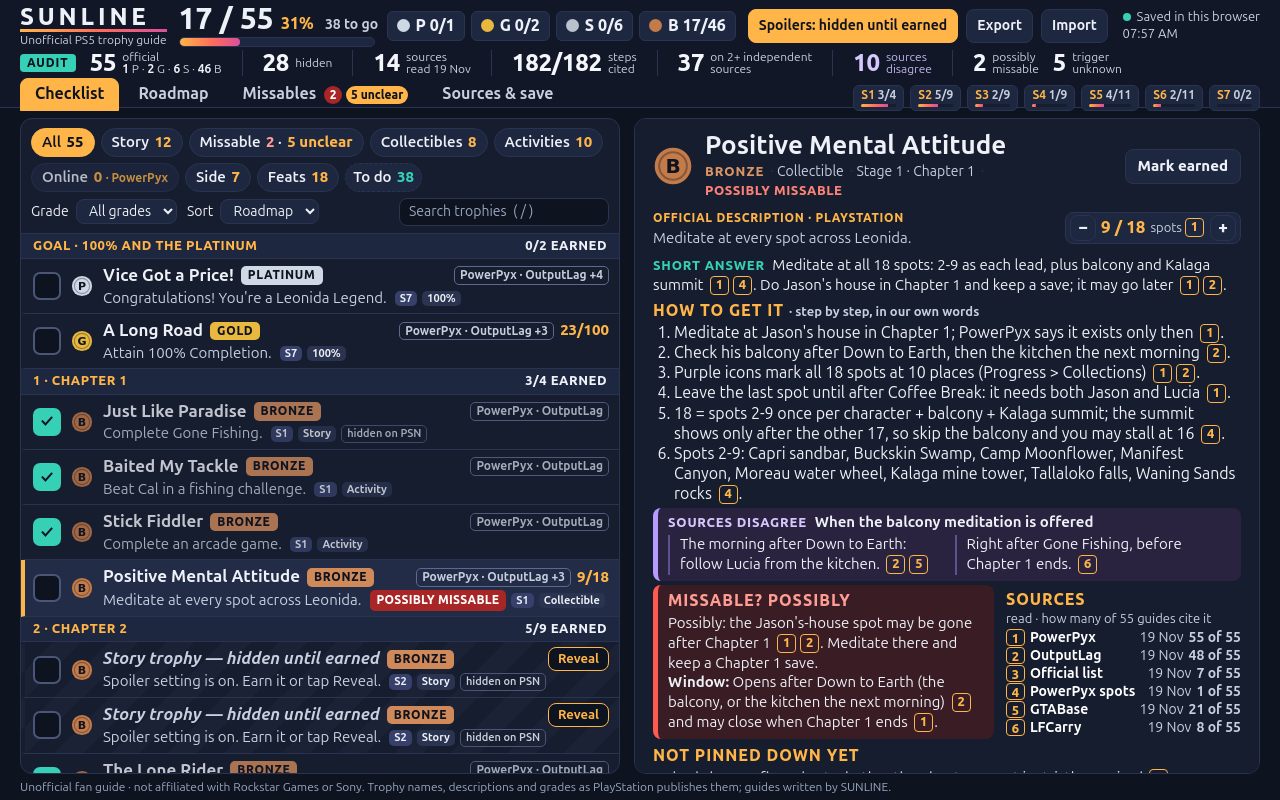 SUNLINE
Unofficial PS5 trophy guide
17 / 55 31% 38 to go
P 0/1 G 0/2 S 0/6 B 17/46
Spoilers: hidden until earned
Export
Import
Saved in this browser
07:57 AM
AUDIT
55 official
1 P · 2 G · 6 S · 46 B
28 hidden
14 sources
read 19 Nov
182/182 steps
cited
37 on 2+ independent
sources
10 sources
disagree
2 possibly
missable
5 trigger
unknown
Checklist
Roadmap
Missables 2 5 unclear
Sources & save
S1 3/4 S2 5/9 S3 2/9 S4 1/9 S5 4/11 S6 2/11 S7 0/2
All 55 Story 12 Missable 2 · 5 unclear Collectibles 8 Activities 10
Online 0 · PowerPyx Side 7 Feats 18 To do 38
Grade All grades Sort Roadmap Search trophies (/)
GOAL · 100% AND THE PLATINUM 0/2 EARNED
P Vice Got a Price! PLATINUM PowerPyx · OutputLag +4
Congratulations! You're a Leonida Legend. S7 100%
G A Long Road GOLD PowerPyx · OutputLag +3 23/100
Attain 100% Completion. S7 100%
1 · CHAPTER 1 3/4 EARNED
B Just Like Paradise BRONZE PowerPyx · OutputLag
Complete Gone Fishing. S1 Story hidden on PSN
B Baited My Tackle BRONZE PowerPyx · OutputLag
Beat Cal in a fishing challenge. S1 Activity
B Stick Fiddler BRONZE PowerPyx · OutputLag
Complete an arcade game. S1 Activity
B Positive Mental Attitude BRONZE PowerPyx · OutputLag +3 9/18
Meditate at every spot across Leonida. POSSIBLY MISSABLE S1 Collectible
2 · CHAPTER 2 5/9 EARNED
B Story trophy — hidden until earned BRONZE Reveal
Spoiler setting is on. Earn it or tap Reveal. S2 Story hidden on PSN
B Story trophy — hidden until earned BRONZE Reveal
Spoiler setting is on. Earn it or tap Reveal. S2 Story hidden on PSN
The Lone Rider BRONZE PowerPyx · OutputLag
B Positive Mental Attitude
BRONZE · Collectible · Stage 1 · Chapter 1 ·
POSSIBLY MISSABLE
Mark earned
OFFICIAL DESCRIPTION · PLAYSTATION
Meditate at every spot across Leonida.
− 9 / 18 spots 1 +
SHORT ANSWER Meditate at all 18 spots: 2-9 as each lead, plus balcony and Kalaga
summit 1 4. Do Jason's house in Chapter 1 and keep a save; it may go later 1 2.
HOW TO GET IT · step by step, in our own words
1. Meditate at Jason's house in Chapter 1; PowerPyx says it exists only then 1.
2. Check his balcony after Down to Earth, then the kitchen the next morning 2.
3. Purple icons mark all 18 spots at 10 places (Progress > Collections) 1 2.
4. Leave the last spot until after Coffee Break: it needs both Jason and Lucia 1.
5. 18 = spots 2-9 once per character + balcony + Kalaga summit; the summit
shows only after the other 17, so skip the balcony and you may stall at 16 4.
6. Spots 2-9: Capri sandbar, Buckskin Swamp, Camp Moonflower, Manifest
Canyon, Moreau water wheel, Kalaga mine tower, Tallaloko falls, Waning Sands
rocks 4.
SOURCES DISAGREE When the balcony meditation is offered
The morning after Down to Earth:
follow Lucia from the kitchen. 2 5
Right after Gone Fishing, before
Chapter 1 ends. 6
MISSABLE? POSSIBLY
Possibly: the Jason's-house spot may be gone
after Chapter 1 1 2. Meditate there and
keep a Chapter 1 save.
Window: Opens after Down to Earth (the
balcony, or the kitchen the next morning) 2
and may close when Chapter 1 ends 1.
SOURCES
read · how many of 55 guides cite it
1 PowerPyx 19 Nov 55 of 55
2 OutputLag 19 Nov 48 of 55
3 Official list 19 Nov 7 of 55
4 PowerPyx spots 19 Nov 1 of 55
5 GTABase 19 Nov 21 of 55
6 LFCarry 19 Nov 8 of 55
NOT PINNED DOWN YET
Unofficial fan guide · not affiliated with Rockstar Games or Sony. Trophy names, descriptions and grades as PlayStation publishes them; guides written by SUNLINE.